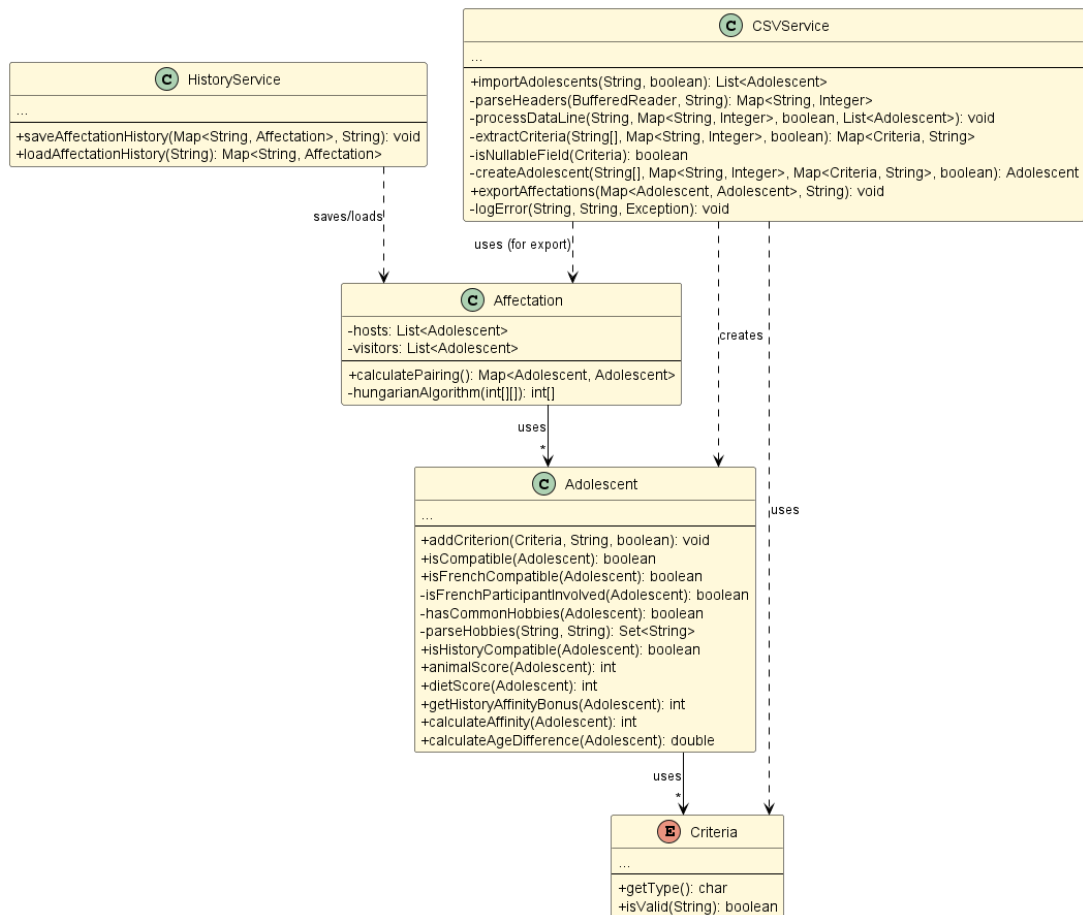 C CSVService
...
+importAdolescents(String, boolean): List<Adolescent>
-parseHeaders(BufferedReader, String): Map<String, Integer>
-processDataLine(String, Map<String, Integer>, boolean, List<Adolescent>): void
-extractCriteria(String[], Map<String, Integer>, boolean): Map<Criteria, String>
-isNullableField(Criteria): boolean
-createAdolescent(String[], Map<String, Integer>, Map<Criteria, String>, boolean): Adolescent
+exportAffectations(Map<Adolescent, Adolescent>, String): void
-logError(String, String, Exception): void
C HistoryService
...
+saveAffectationHistory(Map<String, Affectation>, String): void
+loadAffectationHistory(String): Map<String, Affectation>
saves/loads
uses (for export)
creates
uses
C Affectation
-hosts: List<Adolescent>
-visitors: List<Adolescent>
+calculatePairing(): Map<Adolescent, Adolescent>
-hungarianAlgorithm(int[][]): int[]
uses
*
C Adolescent
...
+addCriterion(Criteria, String, boolean): void
+isCompatible(Adolescent): boolean
+isFrenchCompatible(Adolescent): boolean
-isFrenchParticipantInvolved(Adolescent): boolean
-hasCommonHobbies(Adolescent): boolean
-parseHobbies(String, String): Set<String>
+isHistoryCompatible(Adolescent): boolean
+animalScore(Adolescent): int
+dietScore(Adolescent): int
+getHistoryAffinityBonus(Adolescent): int
+calculateAffinity(Adolescent): int
+calculateAgeDifference(Adolescent): double
uses
*
E Criteria
...
+getType(): char
+isValid(String): boolean